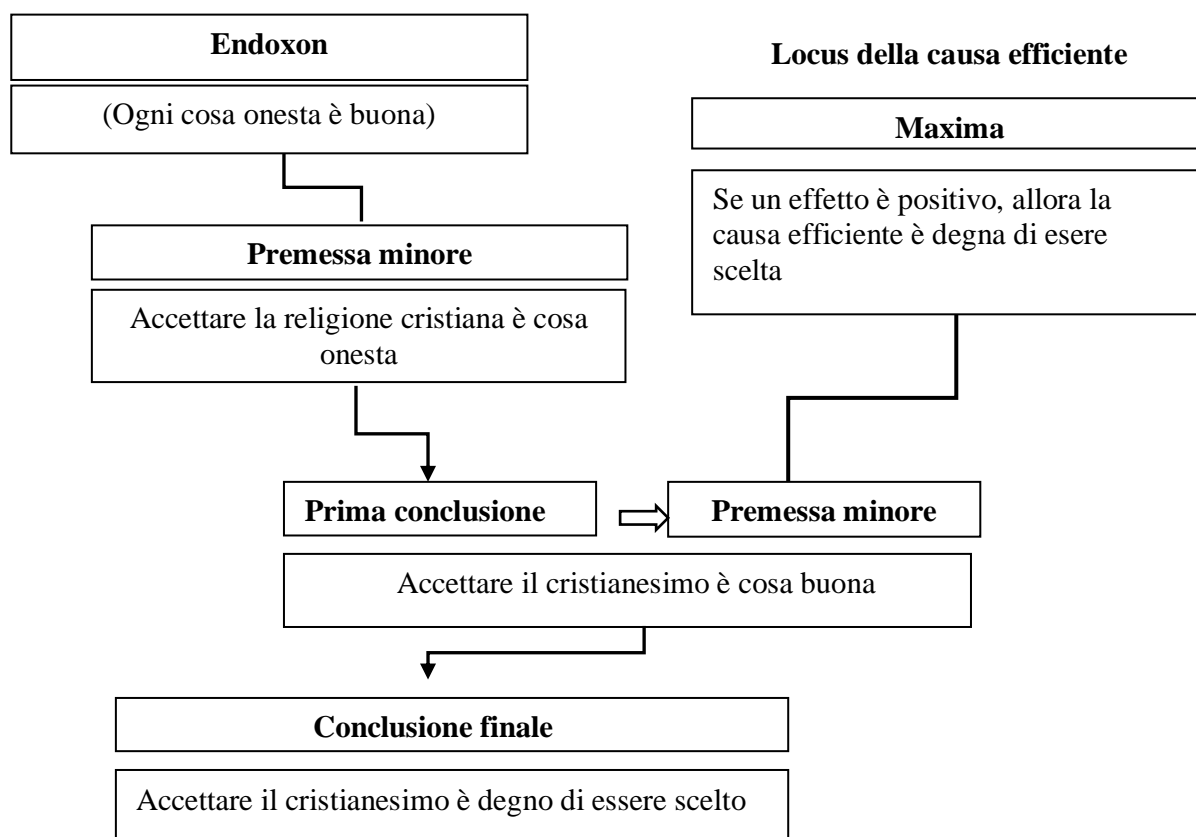 Endoxon
(Ogni cosa onesta è buona)
Locus della causa efficiente
Maxima
Se un effetto è positivo, allora la
causa efficiente è degna di esere
scelta
Premessa minore
Accettare la religione cristiana è cosa
onesta
Prima conclusione
Premessa minore
Accettare il cristianesimo è cosa buona
Conclusione finale
Accettare il cristianesimo è degno di essere scelto